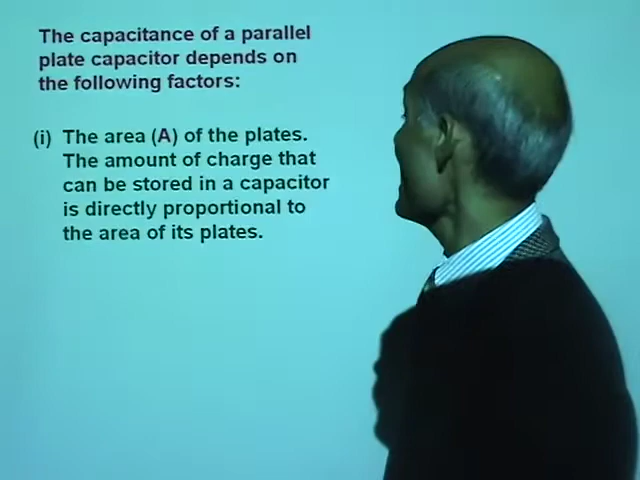 The capacitance of a parallel
plate capacitor depends on
the following factors:
(i) The area (A) of the plates.
The amount of charge that
can be stored in a capacitor
is directly proportional to
the area of its plates.